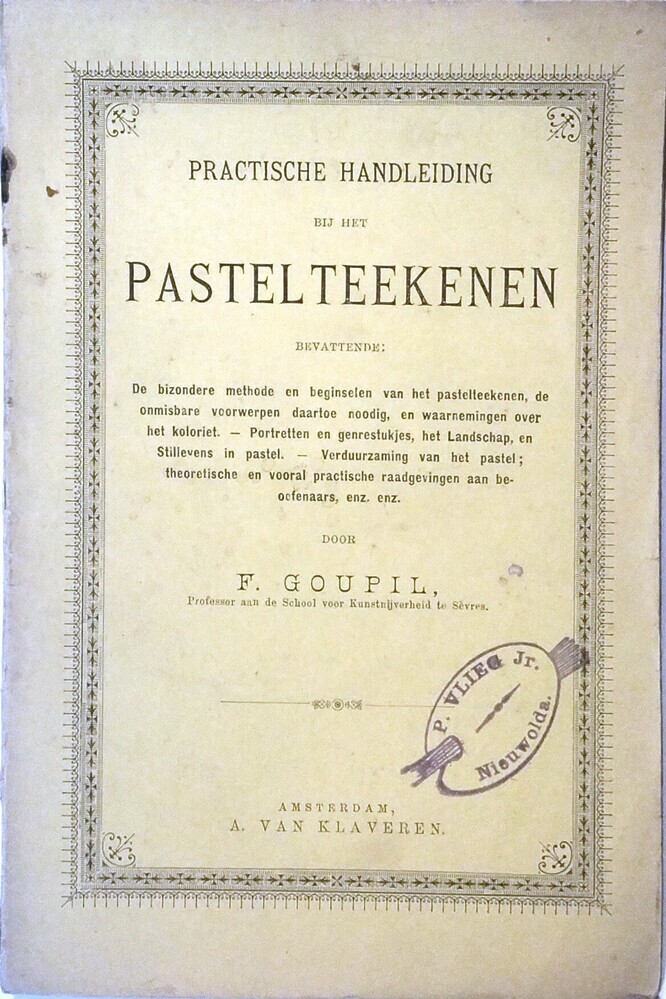 PRACTISCHE HANDLEIDING
BIJ HET
PASTELTEEKENEN
BEVATTENDE:
De bizondere methode en beginselen van het pastelteekenen, de
onmisbare voorwerpen daartoe noodig, en waarnemingen over
het koloriet. — Portretten en genrestukjes, het Landschap, en
Stillevens in pastel. — Verduurzaming van het pastel;
theoretische en vooral practische raadgevingen aan be-
oefenaars, enz. enz.
DOOR
F. GOUPIL,
Professor aan de School voor Kunstnijverheid te Sèvres.
P. VLIEG Jr.
Nieuwolda.
AMSTERDAM,
A. VAN KLAVEREN.